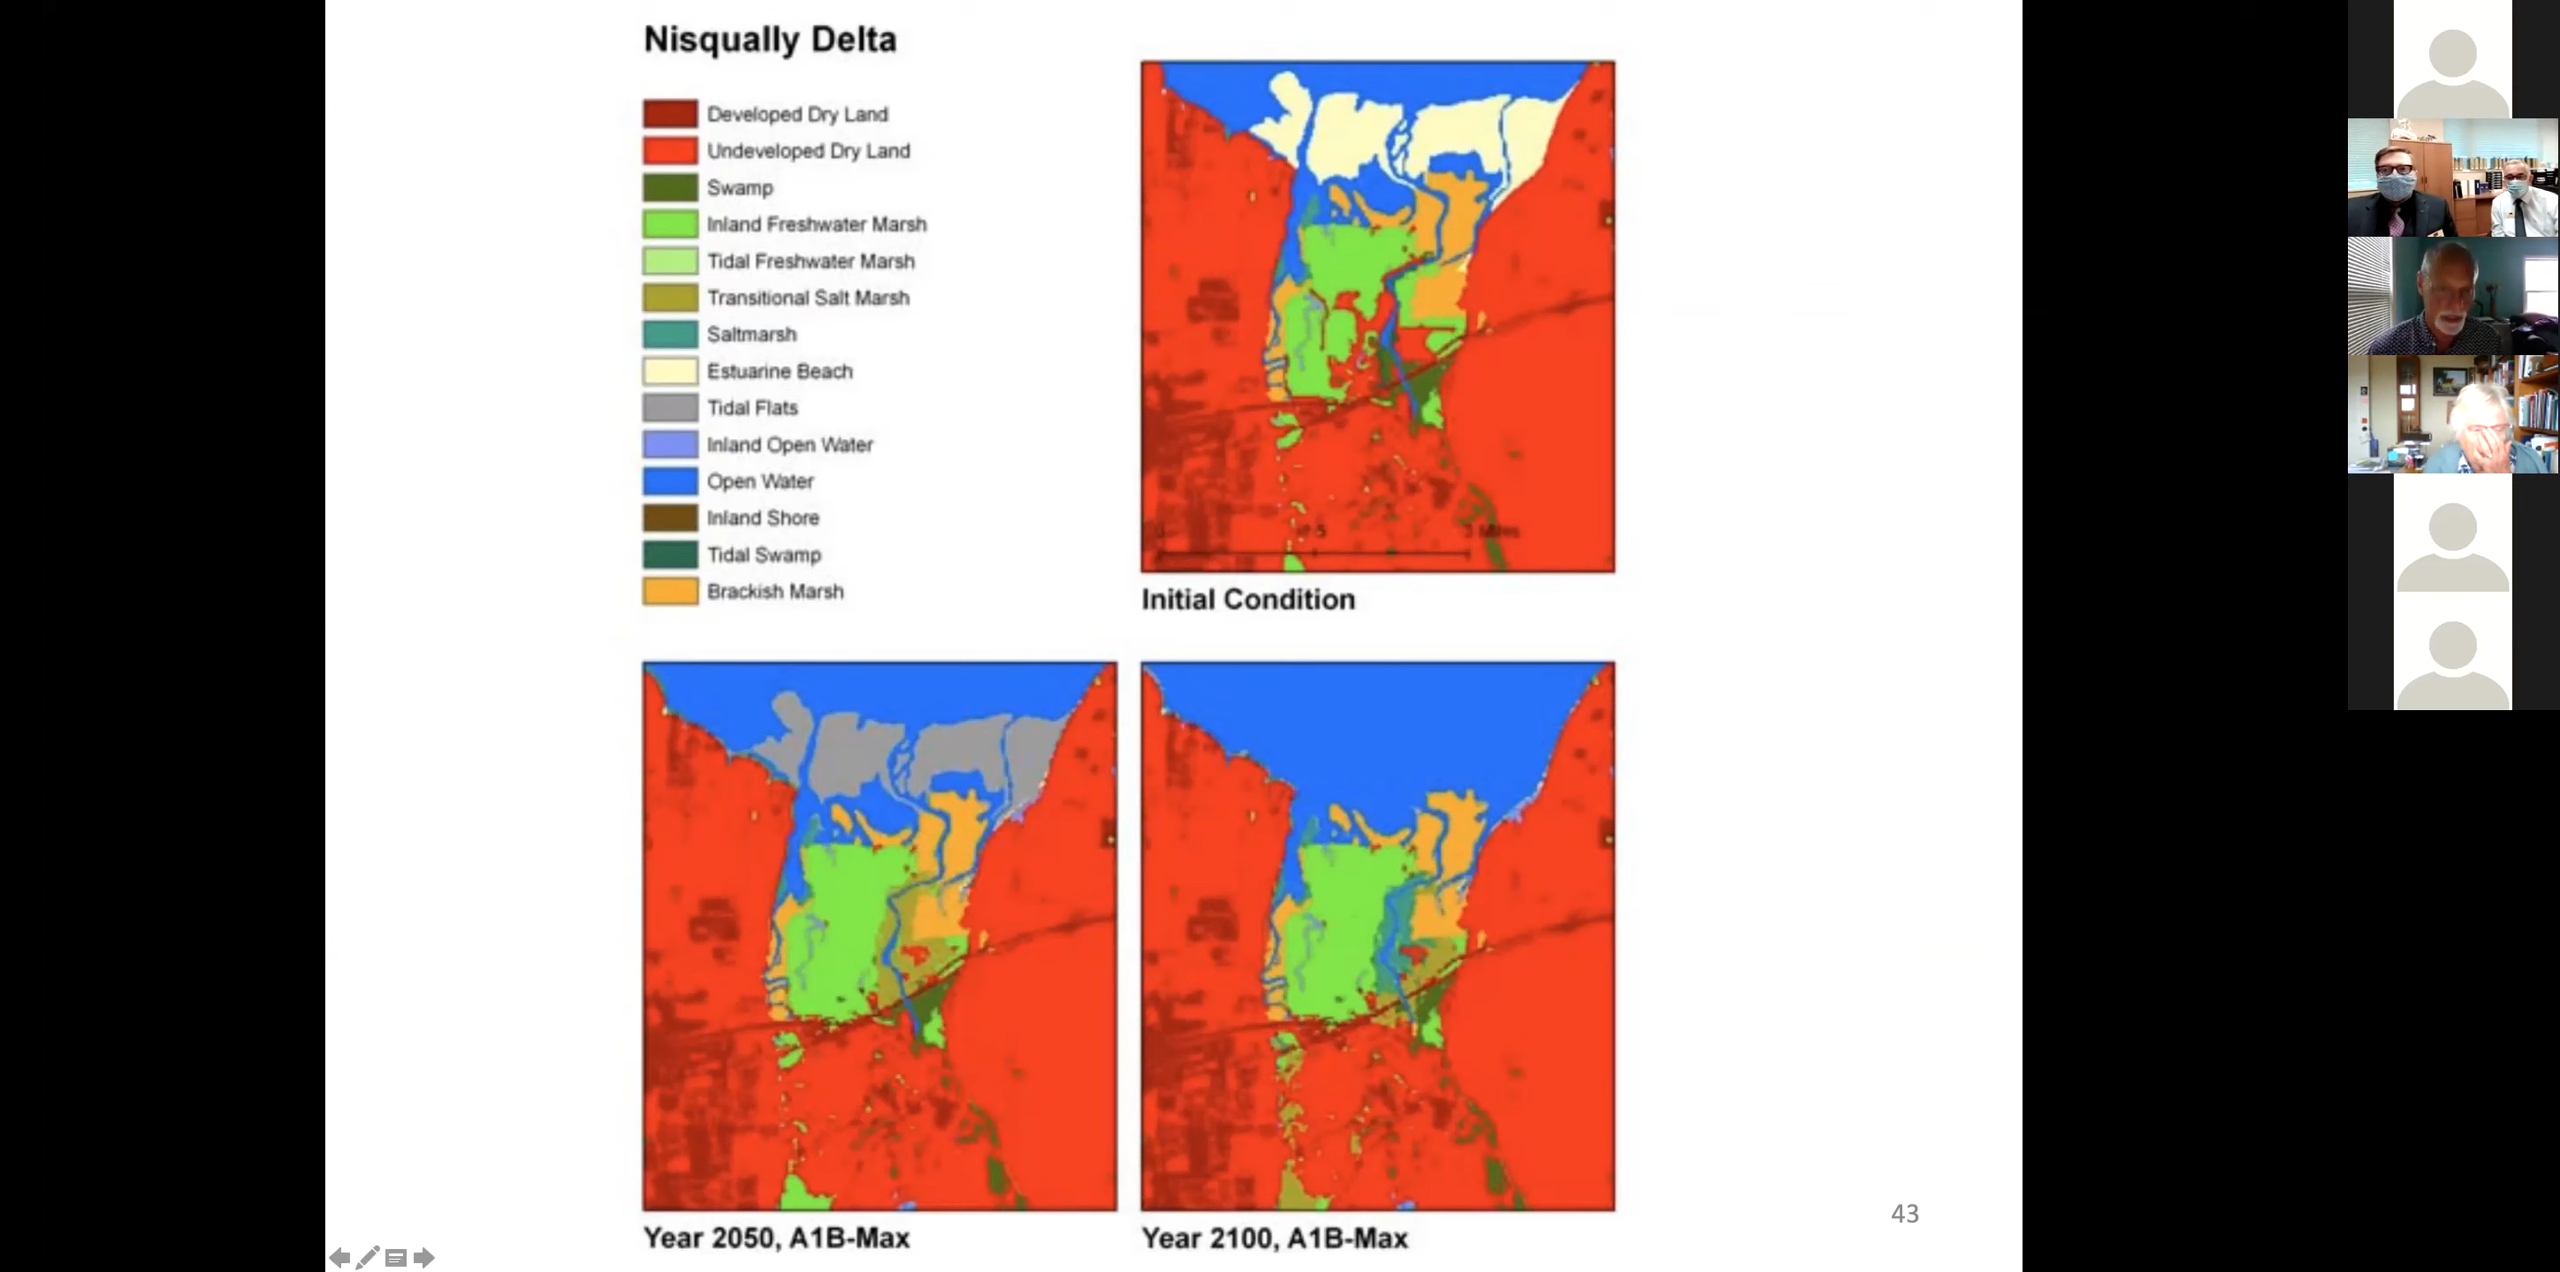 Nisqually Delta
Developed Dry Land
Undeveloped Dry Land
Swamp
Inland Freshwater Marsh
Tidal Freshwater Marsh
Transitional Salt Marsh
Saltmarsh
Estuarine Beach
Tidal Flats
Inland Open Water
Open Water
Inland Shore
Tidal Swamp
Brackish Marsh
Miles
Initial Condition
Year 2050, A1B-Max
Year 2100, A1B-Max
43